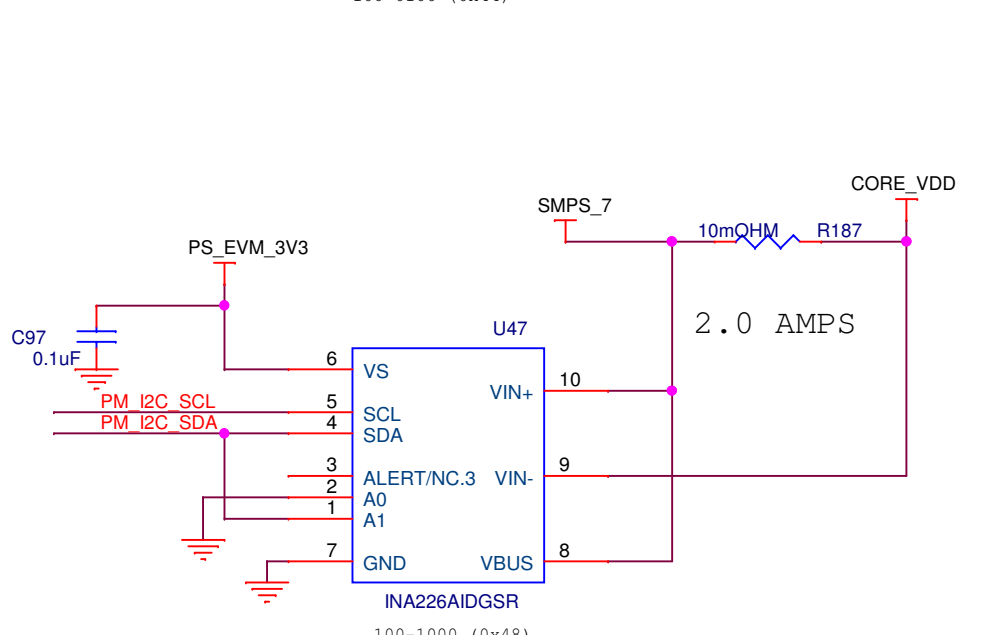 CORE_VDD
SMPS_7
10mOHM
R187
PS_EVM_3V3
2.0 AMPS
C97
0.1uF
U47
6
VS
10
VIN+
PM_I2C_SCL
5
SCL
PM_I2C_SDA
4
SDA
3
ALERT/NC.3
VIN-
9
2
A0
1
A1
7
GND
VBUS
8
INA226AIDGSR
100-1000 (0x48)